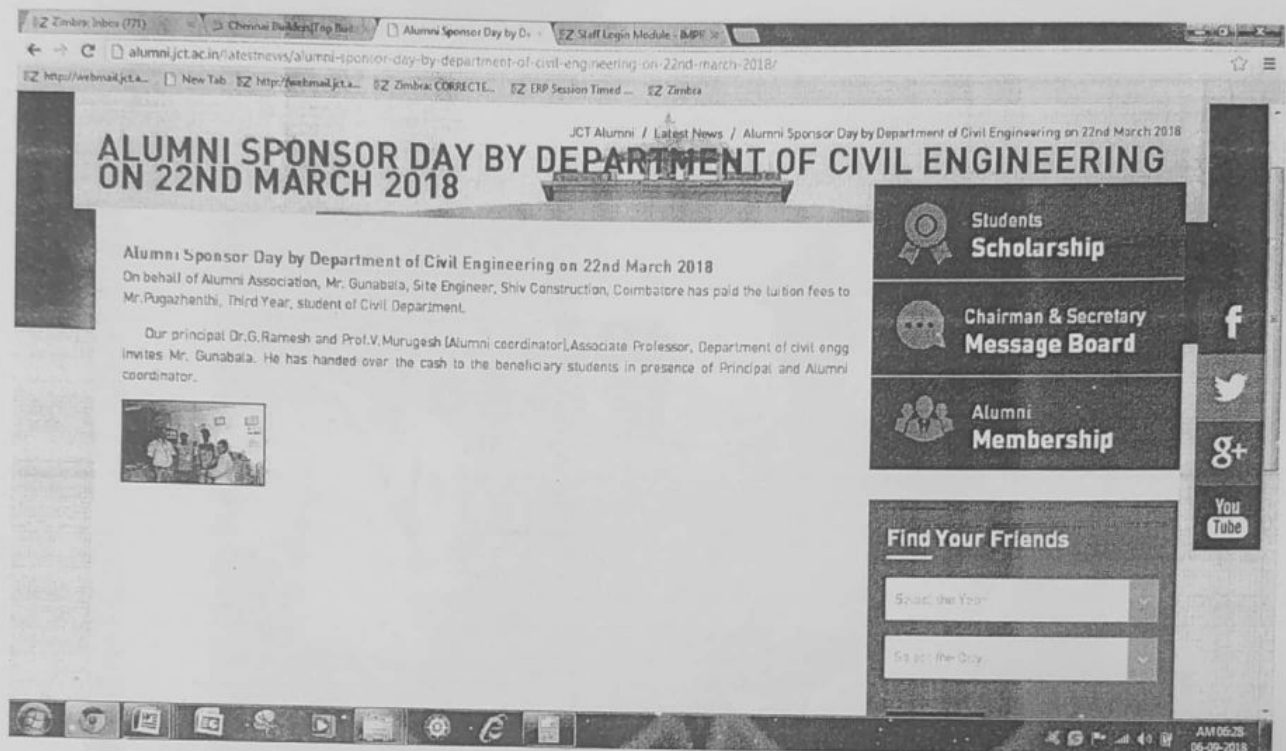 Zimbra: Inbox (771)
Alumni Sponsor Day by De
EZ Staff Login Module - IMPR
alumni.jct.ac.in/latestnews/alumni-sponsor-day-by-department-of-civil-engineering-on-22nd-march-2018/
http://webmail.jct.a...
New Tab
http://webmail.jct.a...
Zimbra: CORRECTE...
ERP Session Timed ...
Zimbra
JCT Alumni / Latest News / Alumni Sponsor Day by Department of Civil Engineering on 22nd March 2018
ALUMNI SPONSOR DAY BY DEPARTMENT OF CIVIL ENGINEERING
ON 22ND MARCH 2018
Alumni Sponsor Day by Department of Civil Engineering on 22nd March 2018
On behalf of Alumni Association, Mr. Gunabala, Site Engineer, Shiv Construction, Coimbatore has paid the tuition fees to
Mr.Pugazhenthi, Third Year, student of Civil Department.
Our principal Dr.G.Ramesh and Prof.V.Murugesh (Alumni coordinator),Associate Professor, Department of civil engg
invites Mr. Gunabala. He has handed over the cash to the beneficiary students in presence of Principal and Alumni
coordinator.
Students
Scholarship
Chairman & Secretary
Message Board
Alumni
Membership
f
g+
You
Tube
Find Your Friends
Select the Year
Select the City
AM 06:28
06-09-2018